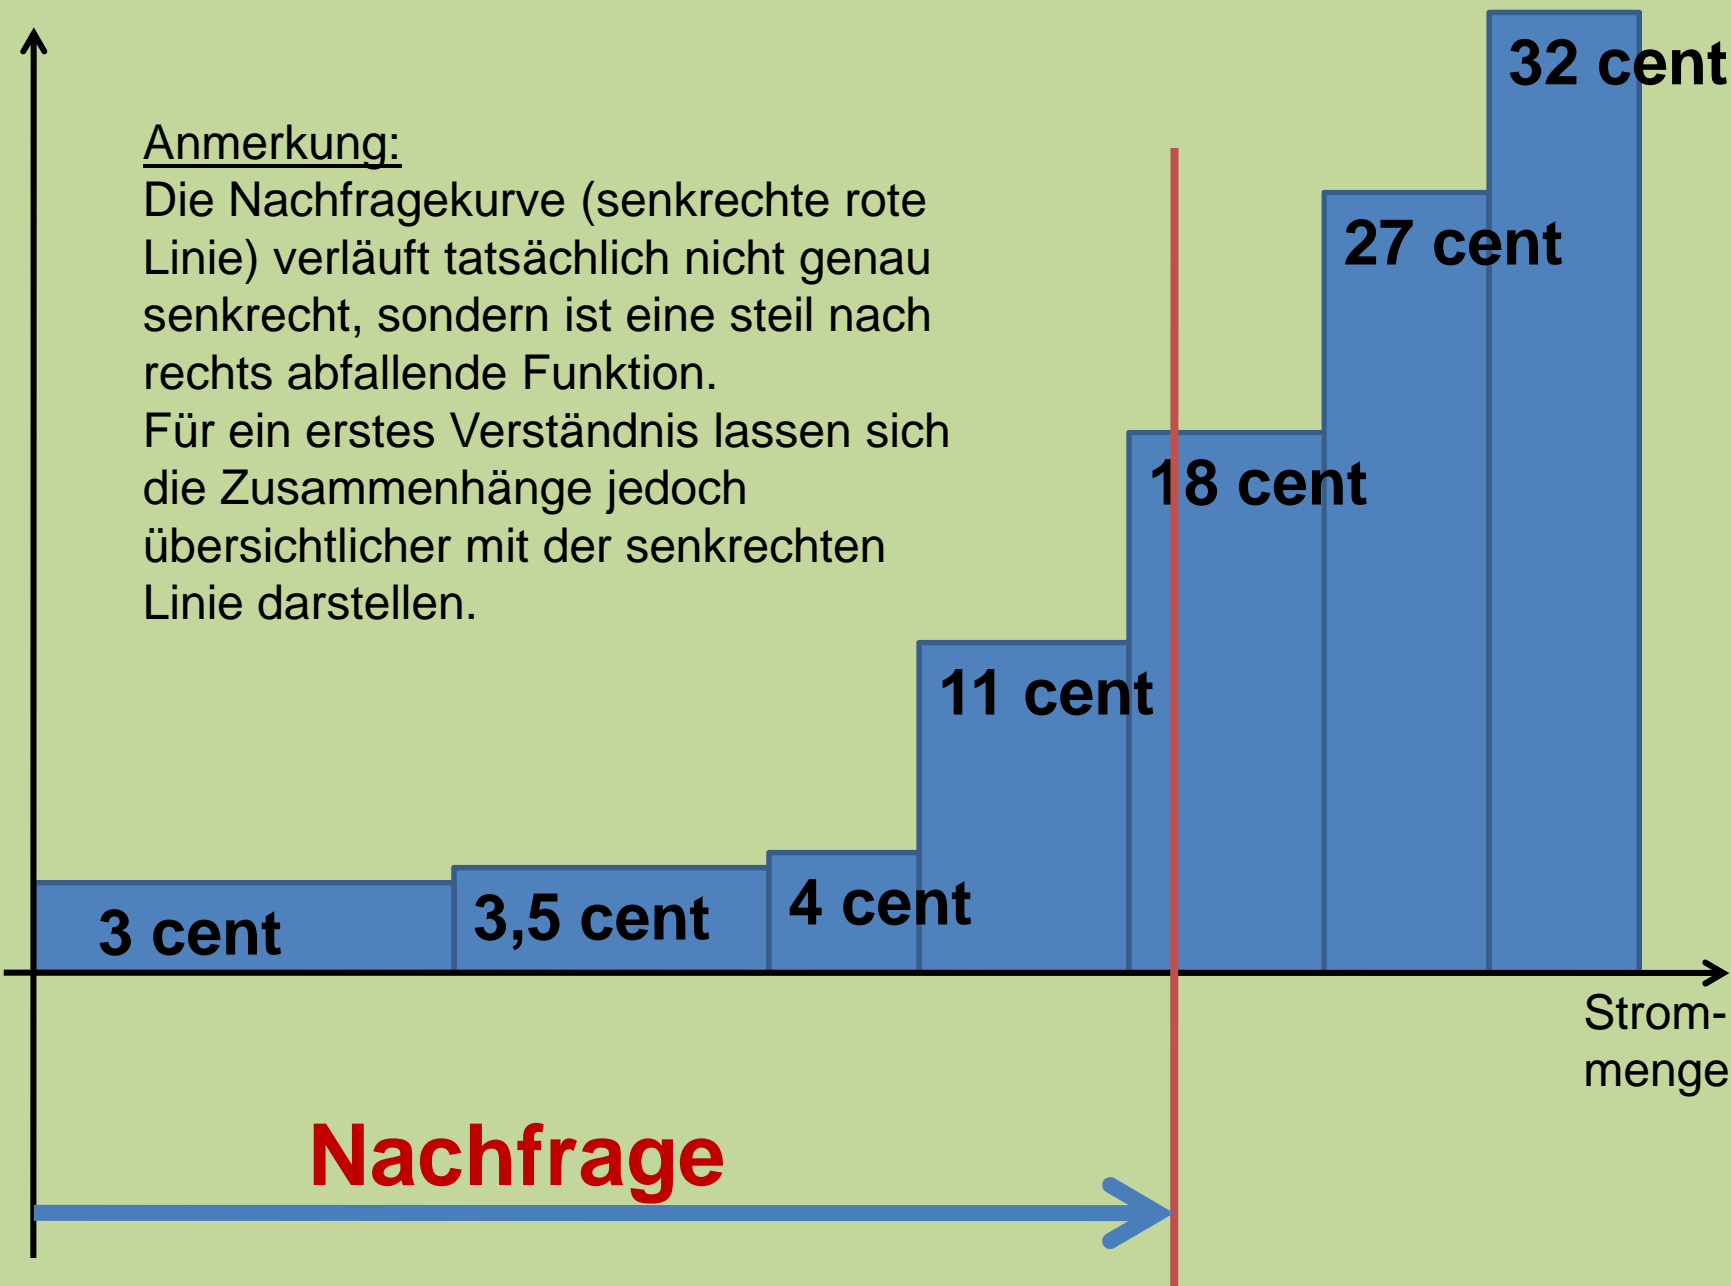 32 cent
Anmerkung:
Die Nachfragekurve (senkrechte rote
Linie) verläuft tatsächlich nicht genau
senkrecht, sondern ist eine steil nach
rechts abfallende Funktion.
Für ein erstes Verständnis lassen sich
die Zusammenhänge jedoch
übersichtlicher mit der senkrechten
Linie darstellen.
27 cent
18 cent
11 cent
4 cent
3,5 cent
3 cent
Strom-
menge
Nachfrage